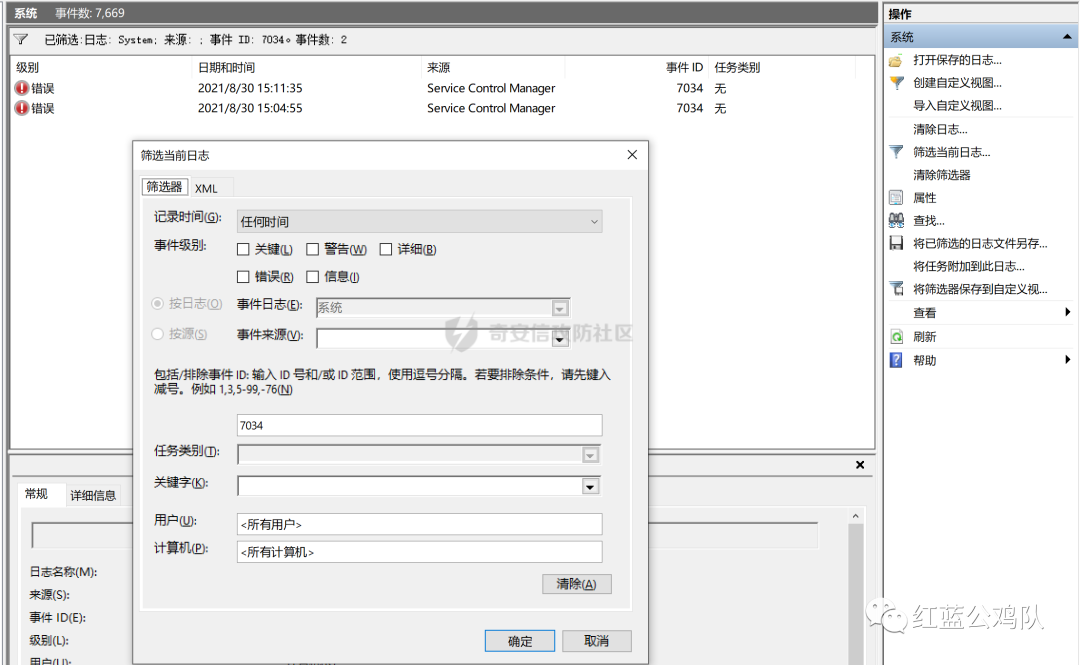 系统 事件数: 7,669
已筛选:日志: System; 来源: ; 事件 ID: 7034。事件数: 2
级别 日期和时间 来源 事件 ID 任务类别
错误 2021/8/30 15:11:35 Service Control Manager 7034 无
错误 2021/8/30 15:04:55 Service Control Manager 7034 无
筛选当前日志
筛选器 XML
记录时间(G): 任何时间
事件级别: 关键(L) 警告(W) 详细(B)
错误(R) 信息(I)
按日志(O) 事件日志(E): 系统
按源(S) 事件来源(V):
奇安信攻防社区
包括/排除事件 ID: 输入 ID 号和/或 ID 范围，使用逗号分隔。若要排除条件，请先键入
减号。例如 1,3,5-99,-76(N)
7034
任务类别(T):
关键字(K):
用户(U): <所有用户>
计算机(P): <所有计算机>
清除(A)
确定 取消
常规 详细信息
日志名称(M):
来源(S):
事件 ID(E):
级别(L):
用户(U):
操作
系统
打开保存的日志...
创建自定义视图...
导入自定义视图...
清除日志...
筛选当前日志...
清除筛选器
属性
查找...
将已筛选的日志文件另存...
将任务附加到此日志...
将筛选器保存到自定义视...
查看
刷新
帮助
红蓝公鸡队